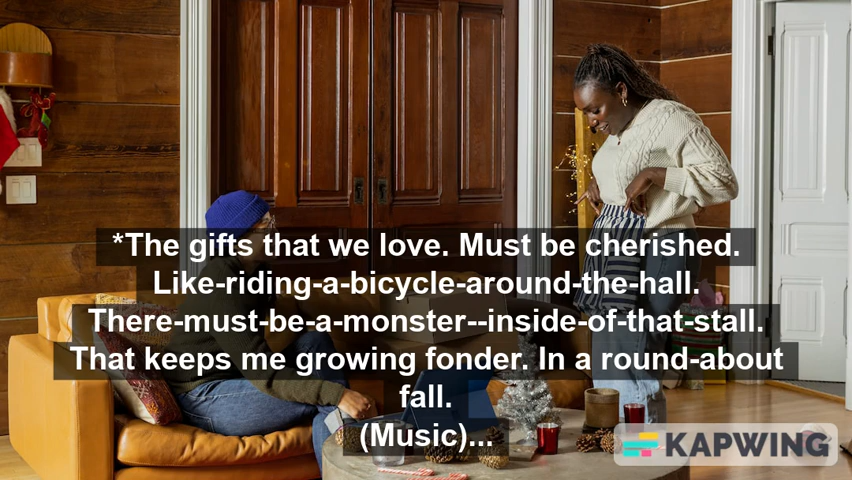 *The gifts that we love. Must be cherished.
Like-riding-a-bicycle-around-the-hall.
There-must-be-a-monster--inside-of-that-stall.
That keeps me growing fonder. In a round-about
fall.
(Music)...
KAPWING